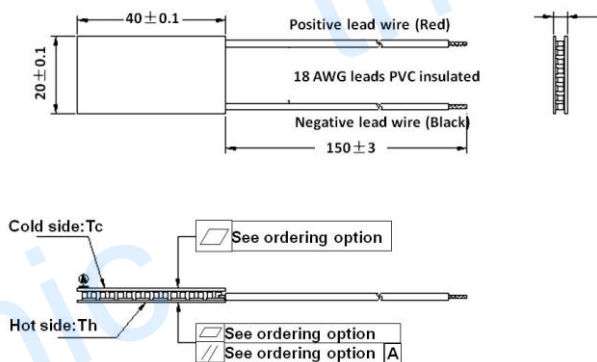 40±0.1
Positive lead wire (Red)
20±0.1
18 AWG leads PVC insulated
Negative lead wire (Black)
150±3
Cold side:Tc
See ordering option
A
Hot side:Th
See ordering option
See ordering option A